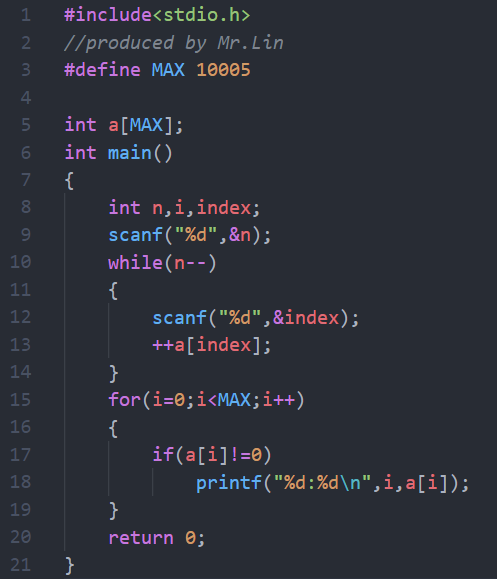 1 #include<stdio.h>
2 //produced by Mr.Lin
3 #define MAX 10005
4
5 int a[MAX];
6 int main()
7 {
8     int n,i,index;
9     scanf("%d",&n);
10     while(n--)
11     {
12         scanf("%d",&index);
13         ++a[index];
14     }
15     for(i=0;i<MAX;i++)
16     {
17         if(a[i]!=0)
18             printf("%d:%d\n",i,a[i]);
19     }
20     return 0;
21 }